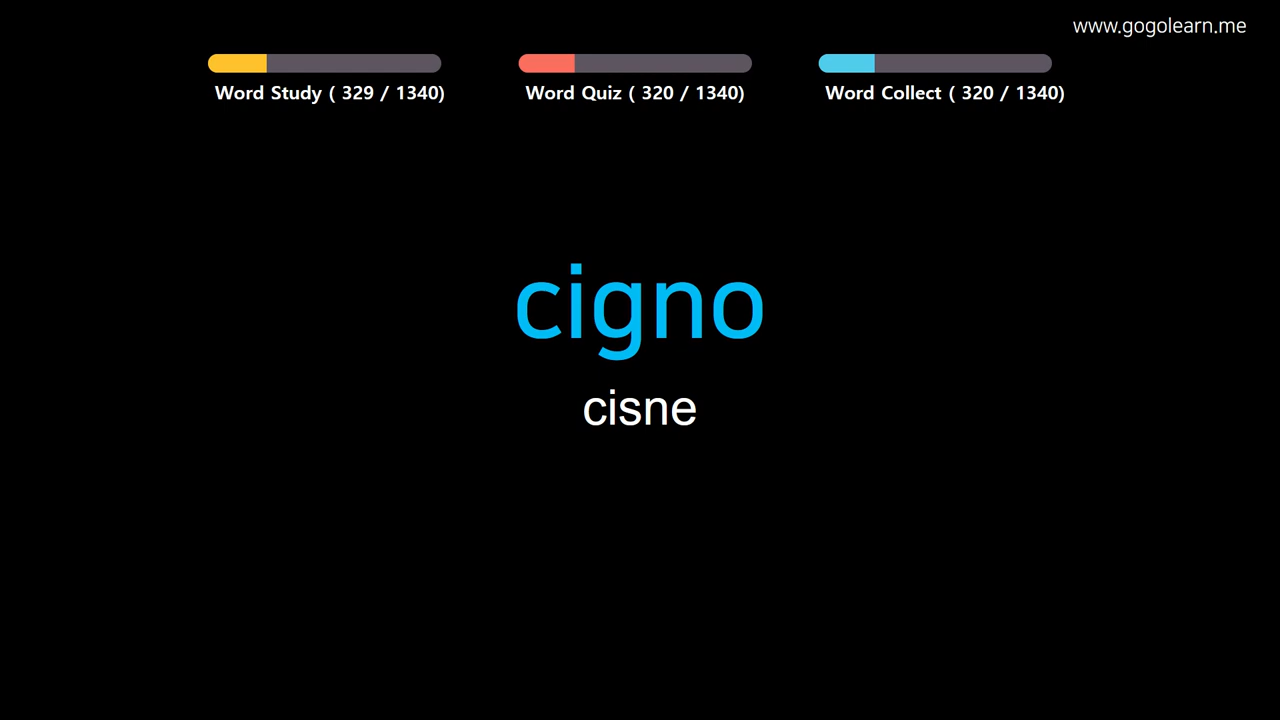 www.gogolearn.me
Word Study ( 329 / 1340)
Word Quiz ( 320 / 1340)
Word Collect ( 320 / 1340)
cigno
cisne